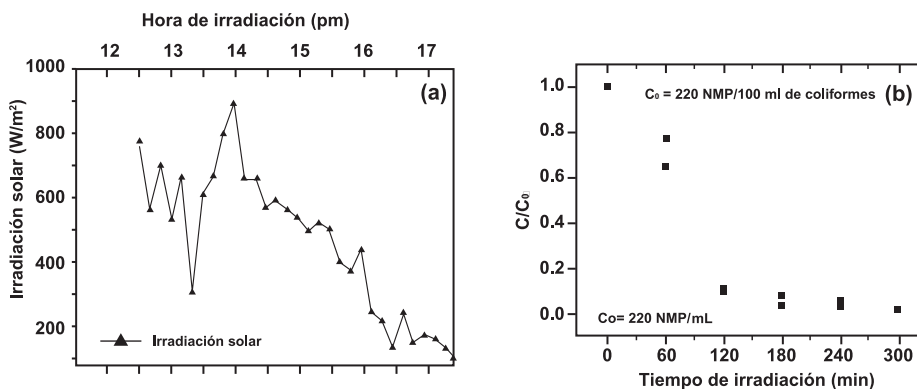 Hora de irradiación (pm)
12 13 14 15 16 17
(a)
Irradiación solar (W/m²)
1000
800
600
400
200
Irradiación solar
(b)
C₀ = 220 NMP/100 ml de coliformes
C/C₀
1.0
0.8
0.6
0.4
0.2
0.0
Co= 220 NMP/mL
0 60 120 180 240 300
Tiempo de irradiación (min)